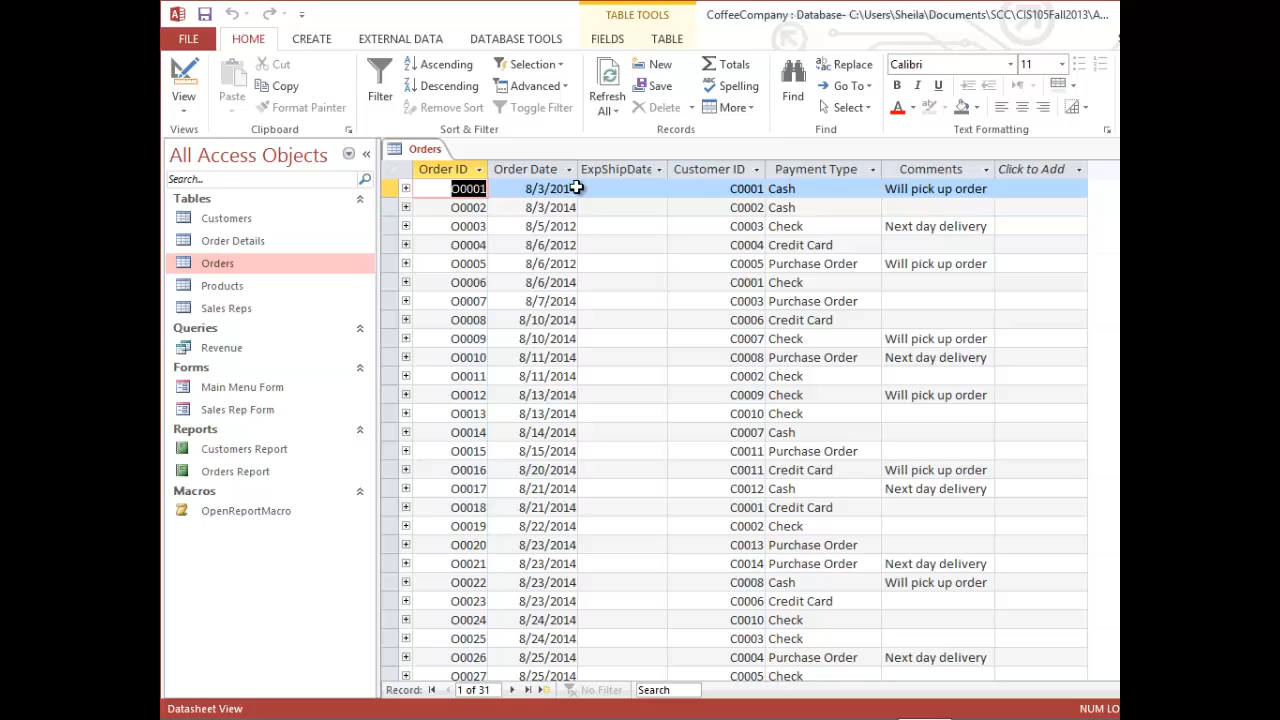 TABLE TOOLS CoffeeCompany : Database- C:\Users\Sheila\Documents\SCC\CIS105Fall2013\A...
FILE HOME CREATE EXTERNAL DATA DATABASE TOOLS FIELDS TABLE
View Paste Cut Copy Format Painter
Filter Ascending Descending Remove Sort Selection Advanced Toggle Filter
Refresh All New Save Delete Totals Spelling More
Find Replace Go To Select
Calibri 11 B I U A
Views Clipboard Sort & Filter Records Find Text Formatting
All Access Objects
Search...
Tables
Customers
Order Details
Orders
Products
Sales Reps
Queries
Revenue
Forms
Main Menu Form
Sales Rep Form
Reports
Customers Report
Orders Report
Macros
OpenReportMacro
Orders
Order ID Order Date ExpShipDate Customer ID Payment Type Comments Click to Add
O0001 8/3/201 C0001 Cash Will pick up order
O0002 8/3/2014 C0002 Cash
O0003 8/5/2012 C0003 Check Next day delivery
O0004 8/6/2012 C0004 Credit Card
O0005 8/6/2012 C0005 Purchase Order Will pick up order
O0006 8/6/2014 C0001 Check
O0007 8/7/2014 C0003 Purchase Order
O0008 8/10/2014 C0006 Credit Card
O0009 8/10/2014 C0007 Check Will pick up order
O0010 8/11/2014 C0008 Purchase Order Next day delivery
O0011 8/11/2014 C0002 Check
O0012 8/13/2014 C0009 Check Will pick up order
O0013 8/13/2014 C0010 Check
O0014 8/14/2014 C0007 Cash
O0015 8/15/2014 C0011 Purchase Order
O0016 8/20/2014 C0011 Credit Card Will pick up order
O0017 8/21/2014 C0012 Cash Next day delivery
O0018 8/21/2014 C0001 Credit Card
O0019 8/22/2014 C0002 Check
O0020 8/23/2014 C0013 Purchase Order
O0021 8/23/2014 C0014 Purchase Order Next day delivery
O0022 8/23/2014 C0008 Cash Will pick up order
O0023 8/23/2014 C0006 Credit Card
O0024 8/24/2014 C0010 Check
O0025 8/24/2014 C0003 Check
O0026 8/25/2014 C0004 Purchase Order Next day delivery
O0027 8/25/2014 C0005 Check
Record: 1 of 31 No Filter Search
Datasheet View NUM LO